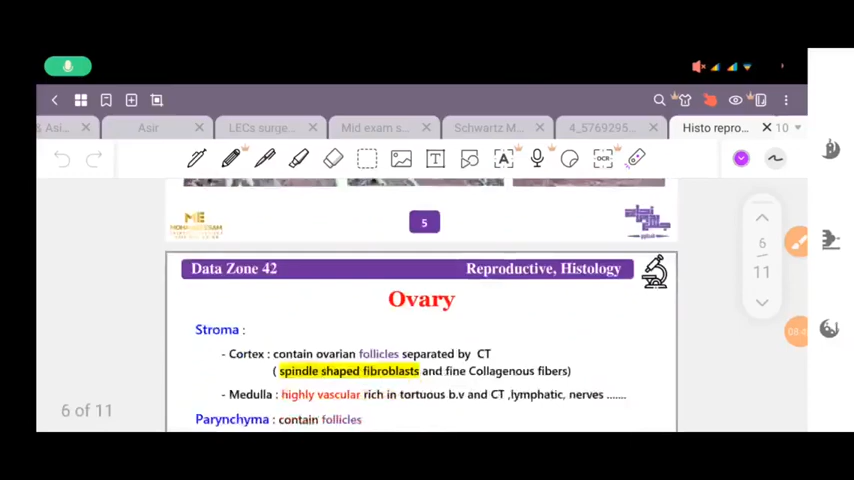 & Asi...
Asir
LECs surge...
Mid exam s...
Schwartz M...
4_5769295...
Histo repro...
10
T
A
OCR
ME
5
6
11
Data Zone 42
Reproductive, Histology
Ovary
Stroma :
- Cortex : contain ovarian follicles separated by CT
( spindle shaped fibroblasts and fine Collagenous fibers)
- Medulla : highly vascular rich in tortuous b.v and CT ,lymphatic, nerves .......
Parynchyma : contain follicles
6 of 11